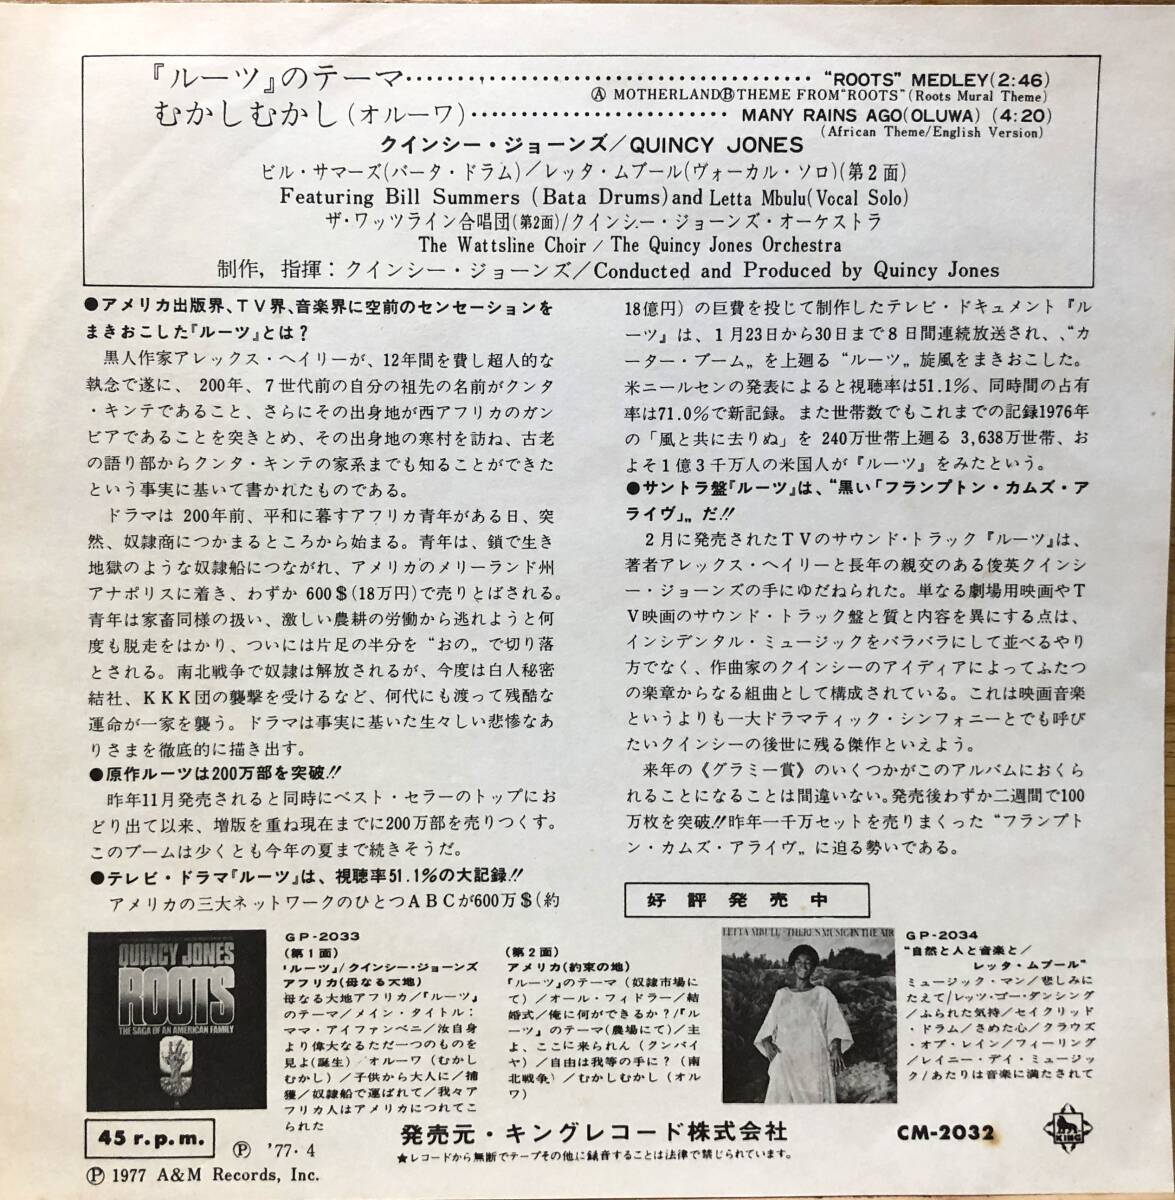 『ルーツ』のテーマ……………………………………“ROOTS” MEDLEY(2:46)
Ⓐ MOTHERLANDⒷTHEME FROM“ROOTS”(Roots Mural Theme)
むかしむかし(オルーワ)………………………MANY RAINS AGO(OLUWA) (4:20)
(African Theme/English Version)
クインシー・ジョーンズ/QUINCY JONES
ビル・サマーズ(バータ・ドラム)/レッタ・ムブール(ヴォーカル・ソロ)(第2面)
Featuring Bill Summers (Bata Drums)and Letta Mbulu(Vocal Solo)
ザ・ワッツライン合唱団(第2面)/クインシー・ジョーンズ・オーケストラ
The Wattsline Choir / The Quincy Jones Orchestra
制作, 指揮: クインシー・ジョーンズ/Conducted and Produced by Quincy Jones
●アメリカ出版界、TV界、音楽界に空前のセンセーションを
まきおこした『ルーツ』とは?
黒人作家アレックス・ヘイリーが、12年間を費し超人的な
執念で遂に、200年、7世代前の自分の祖先の名前がクンタ
・キンテであること、さらにその出身地が西アフリカのガン
ビアであることを突きとめ、その出身地の寒村を訪ね、古老
の語り部からクンタ・キンテの家系までも知ることができた
という事実に基いて書かれたものである。
ドラマは 200年前、平和に暮すアフリカ青年がある日、突
然、奴隷商につかまるところから始まる。青年は、鎖で生き
地獄のような奴隷船につながれ、アメリカのメリーランド州
アナポリスに着き、わずか 600$(18万円)で売りとばされる。
青年は家畜同様の扱い、激しい農耕の労働から逃れようと何
度も脱走をはかり、ついには片足の半分を“おの„で切り落
とされる。南北戦争で奴隷は解放されるが、今度は白人秘密
結社、KKK団の襲撃を受けるなど、何代にも渡って残酷な
運命が一家を襲う。ドラマは事実に基いた生々しい悲惨なあ
りさまを徹底的に描き出す。
●原作ルーツは200万部を突破!!
昨年11月発売されると同時にベスト・セラーのトップにお
どり出て以来、増版を重ね現在までに200万部を売りつくす。
このブームは少くとも今年の夏まで続きそうだ。
●テレビ・ドラマ『ルーツ』は、視聴率51.1%の大記録!!
アメリカの三大ネットワークのひとつABCが600万$(約
18億円)の巨費を投じて制作したテレビ・ドキュメント『ル
ーツ』は、1月23日から30日まで8日間連続放送され、、“カ
ーター・ブーム„を上廻る“ルーツ„旋風をまきおこした。
米ニールセンの発表によると視聴率は51.1%、同時間の占有
率は71.0%で新記録。また世帯数でもこれまでの記録1976年
の「風と共に去りぬ」を 240万世帯上廻る 3,638万世帯、お
よそ1億3千万人の米国人が『ルーツ』をみたという。
●サントラ盤『ルーツ』は、“黒い「フランプトン・カムズ・ア
ライヴ」„だ!!
2月に発売されたTVのサウンド・トラック『ルーツ』は、
著者アレックス・ヘイリーと長年の親交のある俊英クインシ
ー・ジョーンズの手にゆだねられた。単なる劇場用映画やT
V映画のサウンド・トラック盤と質と内容を異にする点は、
インシデンタル・ミュージックをバラバラにして並べるやり
方でなく、作曲家のクインシーのアイディアによってふたつ
の楽章からなる組曲として構成されている。これは映画音楽
というよりも一大ドラマティック・シンフォニーとでも呼び
たいクインシーの後世に残る傑作といえよう。
来年の《グラミー賞》のいくつかがこのアルバムにおくら
れることになることは間違いない。発売後わずか二週間で100
万枚を突破!!昨年一千万セットを売りまくった“フランプト
ン・カムズ・アライヴ„に迫る勢いである。
好評発売中
QUINCY JONES
ROOTS
THE SAGA OF AN AMERICAN FAMILY
GP-2033
(第1面)
『ルーツ』/クインシー・ジョーンズ
アフリカ(母なる大地)
母なる大地アフリカ/『ルーツ』
のテーマ/メイン・タイトル:
ママ・アイファンベニ/汝自身
より偉大なるただ一つのものを
見よ(誕生)/オルーワ(むかし
むかし)/子供から大人に/捕
獲/奴隷船で運ばれて/我々ア
フリカ人はアメリカにつれてこ
られた
(第2面)
アメリカ(約束の地)
『ルーツ』のテーマ(奴隷市場に
て)/オール・フィドラー/結
婚式/俺に何ができるか?/『ル
ーツ』のテーマ(農場にて)/主
よ、ここに来られん(クンバイ
ヤ)/自由は我等の手に?(南
北戦争)/むかしむかし(オル
ワ)
LETTA MBULU/THERE'S MUSIC IN THE AIR
GP-2034
“自然と人と音楽と/
レッタ・ムブール”
ミュージック・マン/悲しみに
たえて/レッツ・ゴー・ダンシング
/ふられた気持/セイクリッド
・ドラム/さめた心/クラウズ
・オブ・レイン/フィーリング
/レイニー・デイ・ミュージッ
ク/あたりは音楽に満たされて
45 r.p.m.
Ⓟ '77・4
発売元・キングレコード株式会社
CM-2032
KING
★レコードから無断でテープその他に録音することは法律で禁じられています。
Ⓟ 1977 A&M Records, Inc.